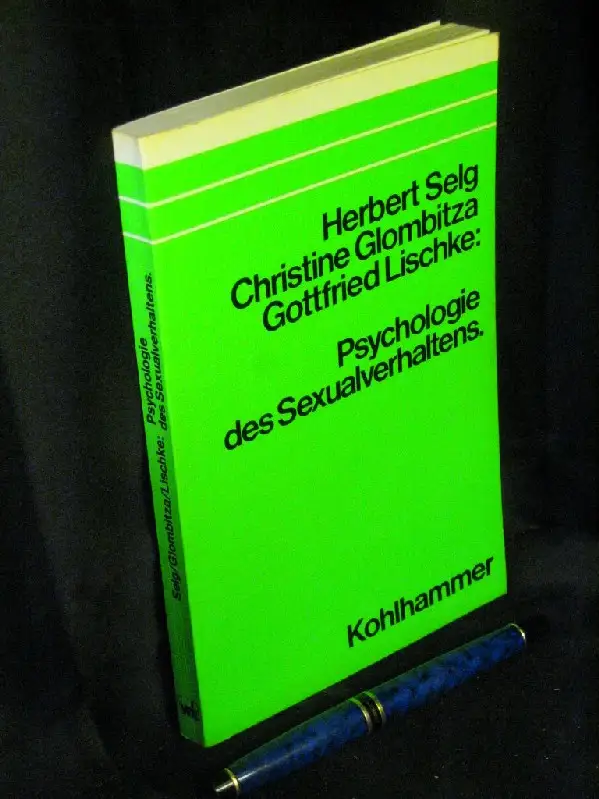 Herbert Selg
Christine Glombitza
Gottfried Lischke:
Psychologie
des Sexualverhaltens.
Kohlhammer
Selg/Glombitza/Lischke: Psychologie
des Sexualverhaltens.